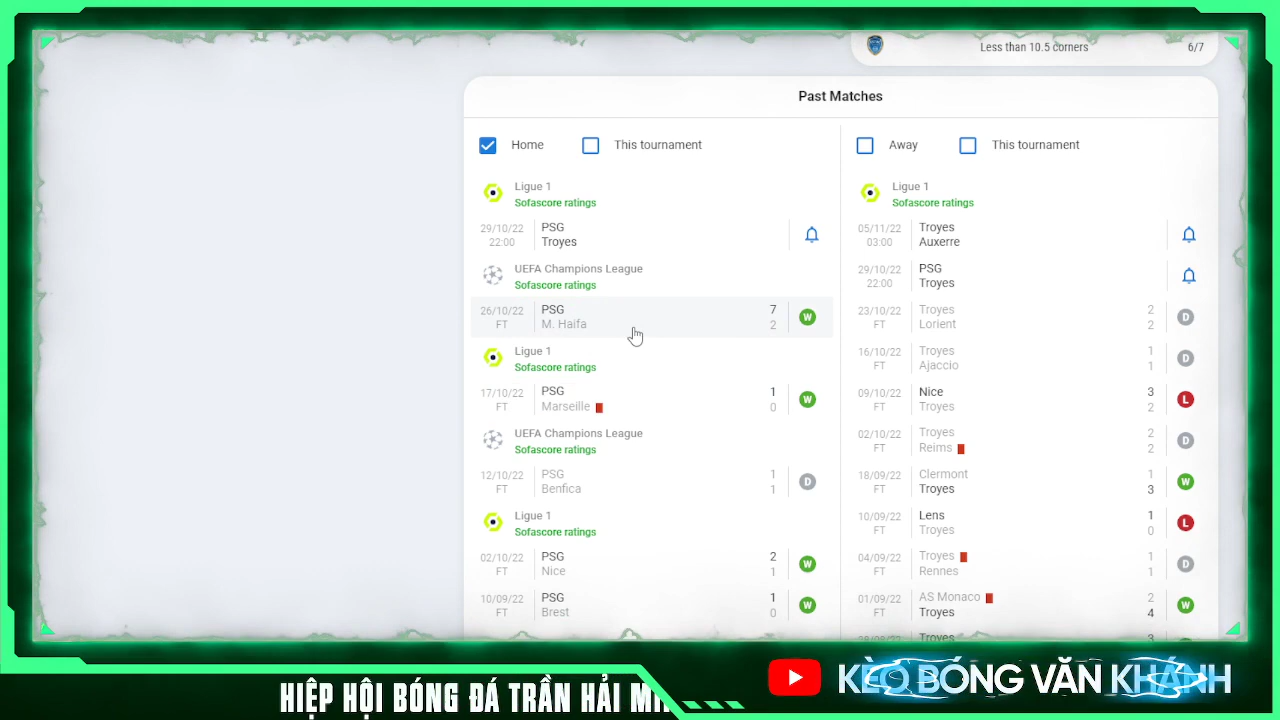 Less than 10.5 corners 6/7
Past Matches
Home This tournament
Ligue 1
Sofascore ratings
29/10/22 PSG
22:00 Troyes
UEFA Champions League
Sofascore ratings
26/10/22 PSG 7
FT M. Haifa 2
W
Ligue 1
Sofascore ratings
17/10/22 PSG 1
FT Marseille 0
W
UEFA Champions League
Sofascore ratings
12/10/22 PSG 1
FT Benfica 1
D
Ligue 1
Sofascore ratings
02/10/22 PSG 2
FT Nice 1
W
10/09/22 PSG 1
FT Brest 0
W
Away This tournament
Ligue 1
Sofascore ratings
05/11/22 Troyes
03:00 Auxerre
29/10/22 PSG
22:00 Troyes
23/10/22 Troyes 2
FT Lorient 2
D
16/10/22 Troyes 1
FT Ajaccio 1
D
09/10/22 Nice 3
FT Troyes 2
L
02/10/22 Troyes 2
FT Reims 2
D
18/09/22 Clermont 1
FT Troyes 3
W
10/09/22 Lens 1
FT Troyes 0
L
04/09/22 Troyes 1
FT Rennes 1
D
01/09/22 AS Monaco 2
FT Troyes 4
W
28/08/22 Troyes 3
HIỆP HỘI BÓNG ĐÁ TRẦN HẢI
KÈO BÓNG VĂN KHÁNH